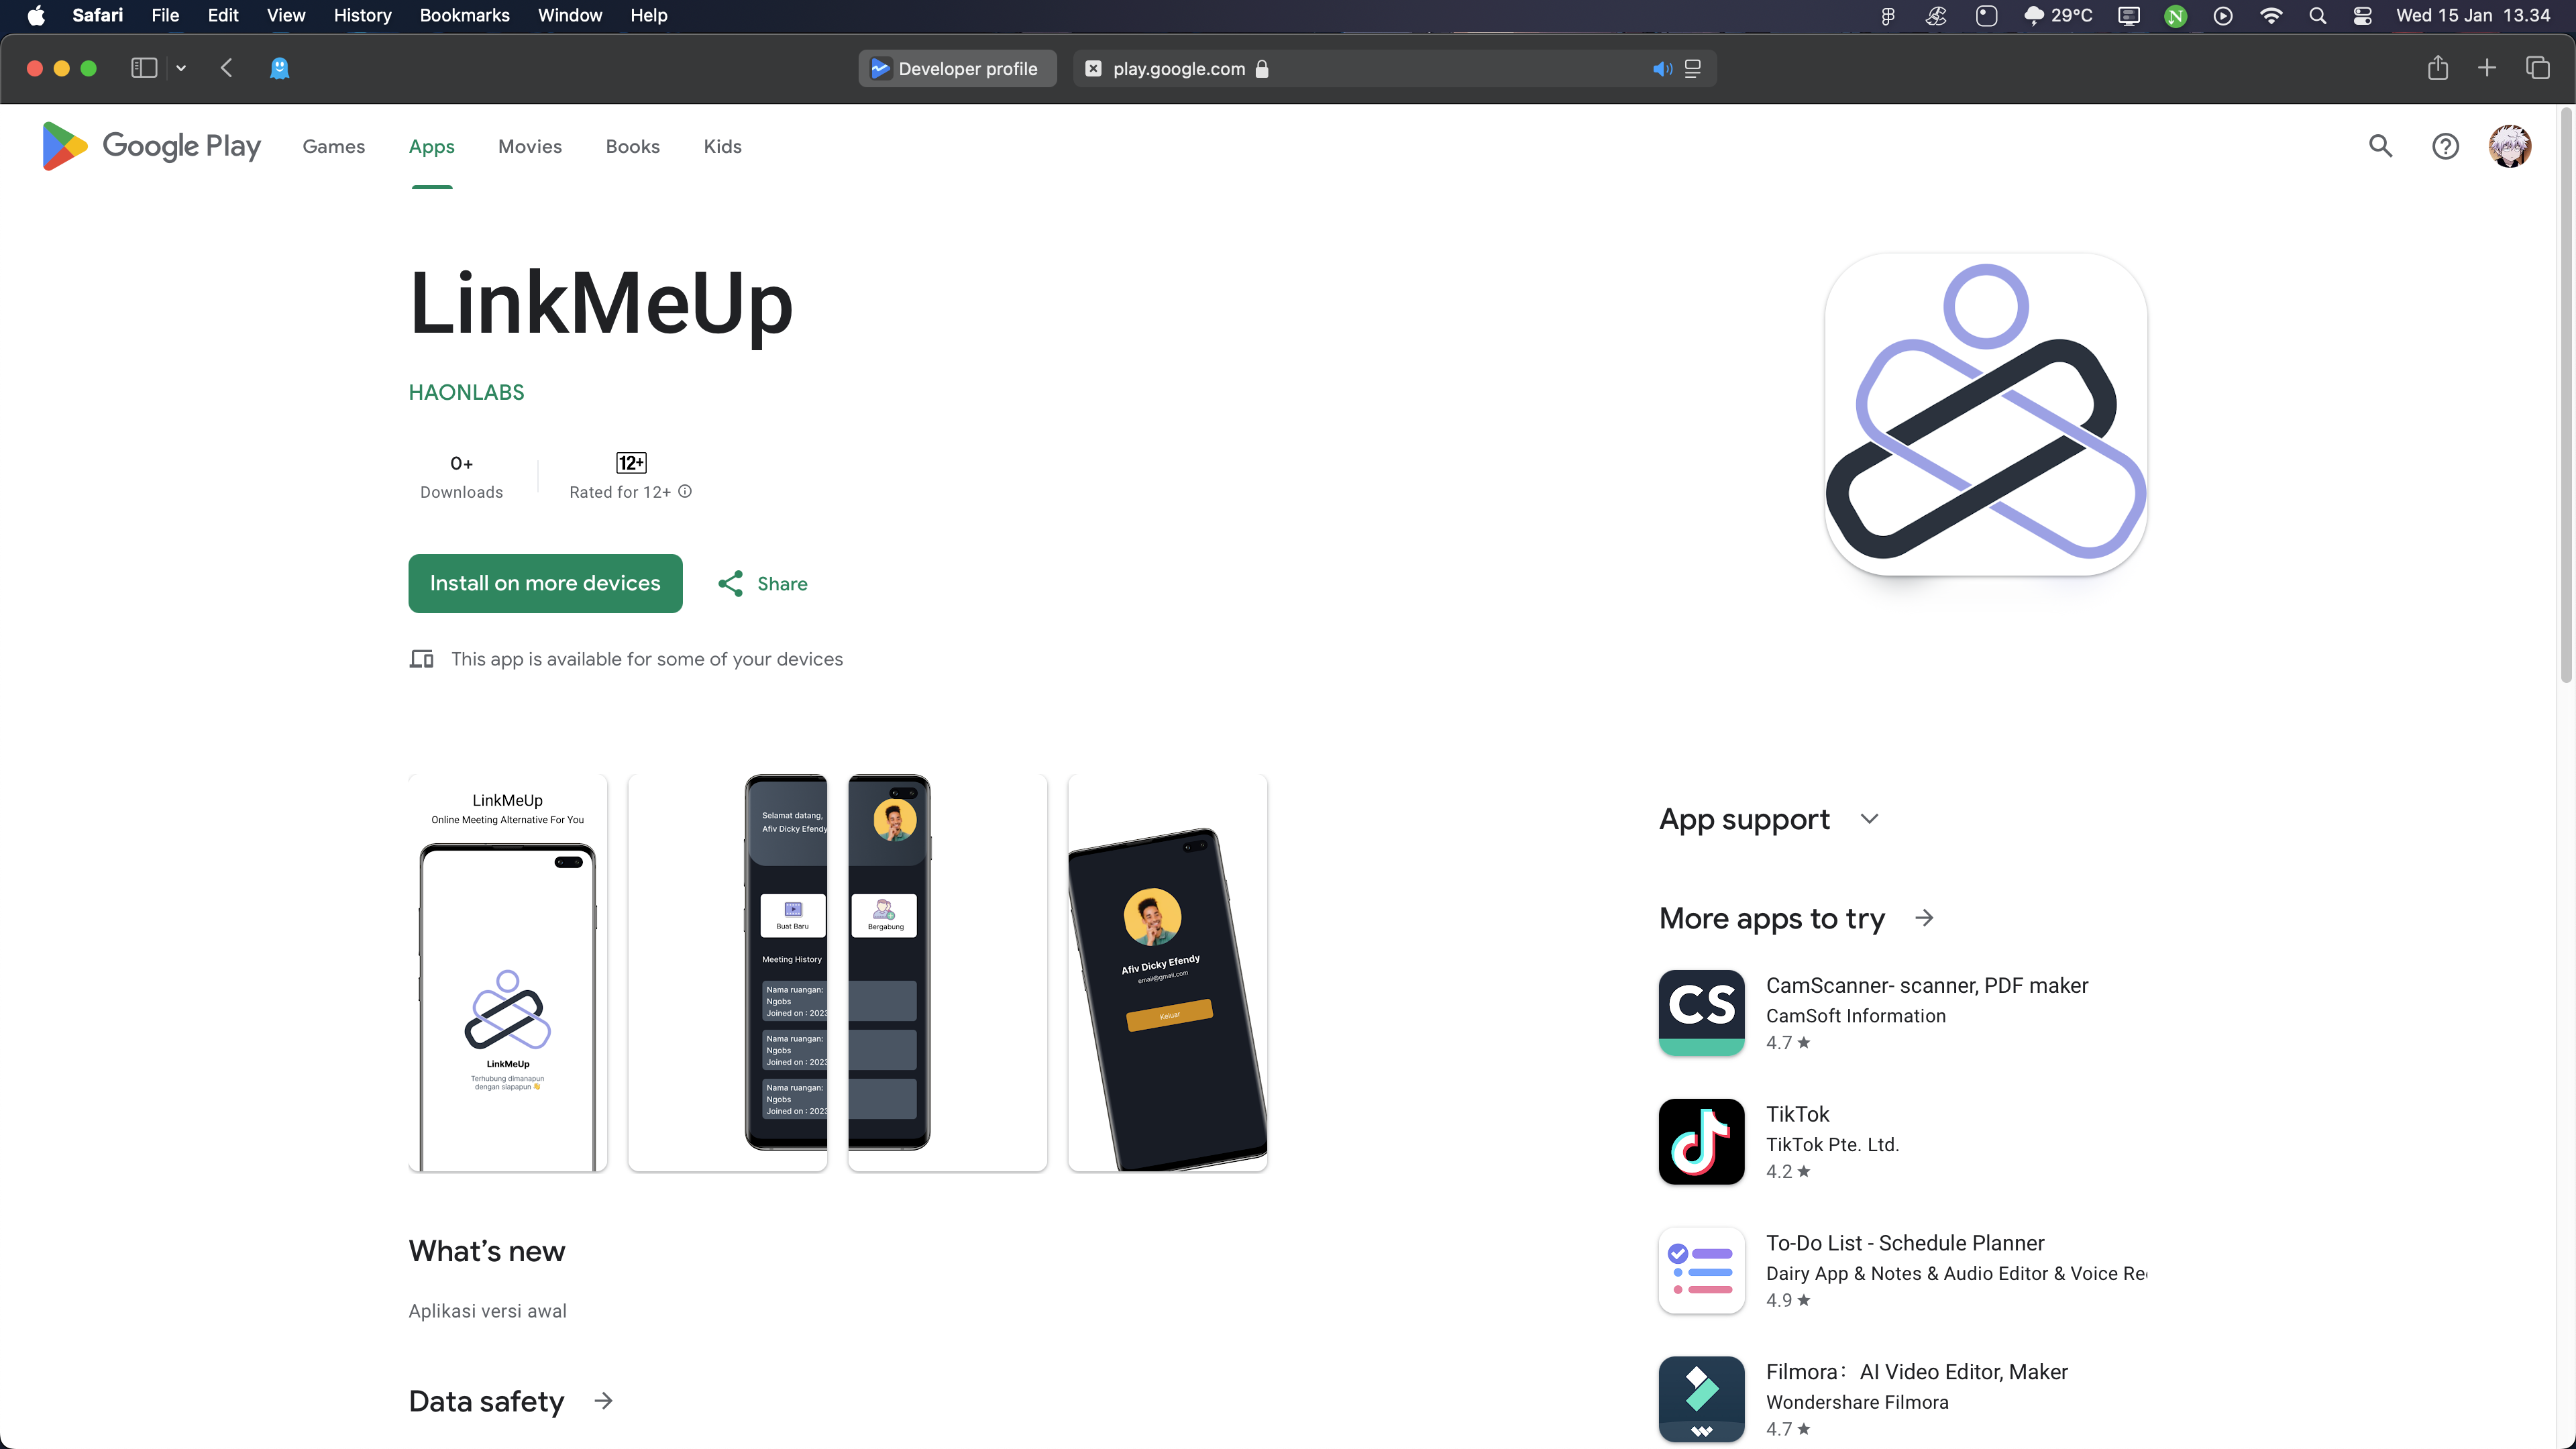 Safari File Edit View History Bookmarks Window Help 29°C Wed 15 Jan 13.34
Developer profile play.google.com
Google Play Games Apps Movies Books Kids
LinkMeUp
HAONLABS
0+
Downloads
12+
Rated for 12+
Install on more devices
Share
This app is available for some of your devices
LinkMeUp
Online Meeting Alternative For You
LinkMeUp
Terhubung dimanapun
dengan siapapun 👋
Selamat datang,
Afiv Dicky Efendy
Buat Baru
Meeting History
Nama ruangan:
Ngobs
Joined on : 2023
Nama ruangan:
Ngobs
Joined on : 2023
Nama ruangan:
Ngobs
Joined on : 2023
Bergabung
Afiv Dicky Efendy
email@gmail.com
Keluar
What's new
Aplikasi versi awal
Data safety
App support
More apps to try
CS
CamScanner- scanner, PDF maker
CamSoft Information
4.7 ★
TikTok
TikTok Pte. Ltd.
4.2 ★
To-Do List - Schedule Planner
Dairy App & Notes & Audio Editor & Voice Re
4.9 ★
Filmora： AI Video Editor, Maker
Wondershare Filmora
4.7 ★